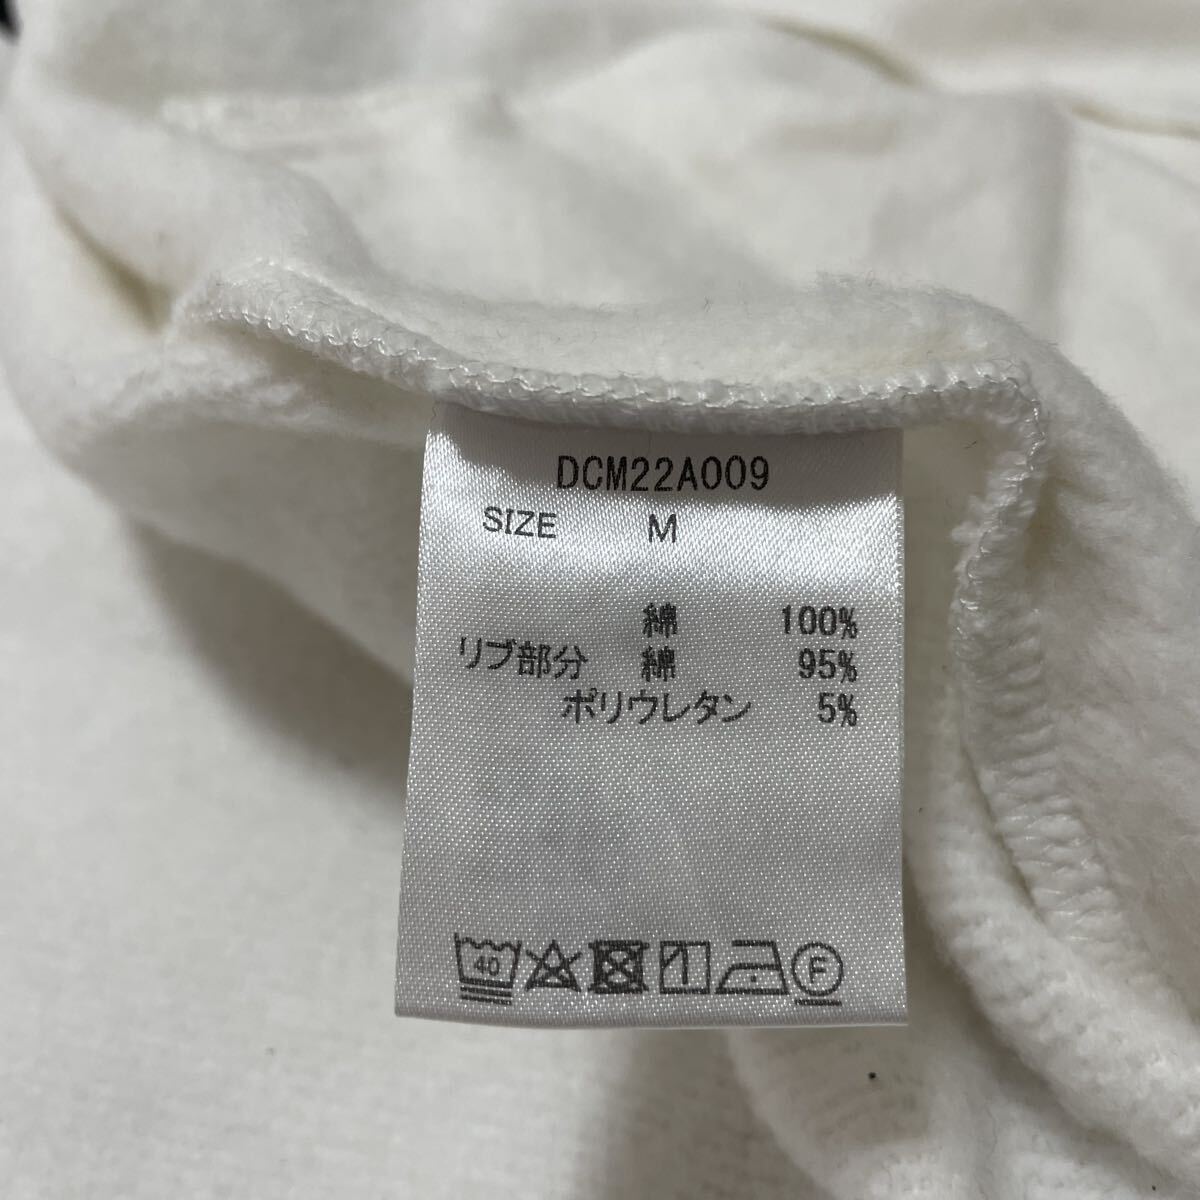 DCM22A009
SIZE M
綿 100%
リブ部分 綿 95%
ポリウレタン 5%
40 F